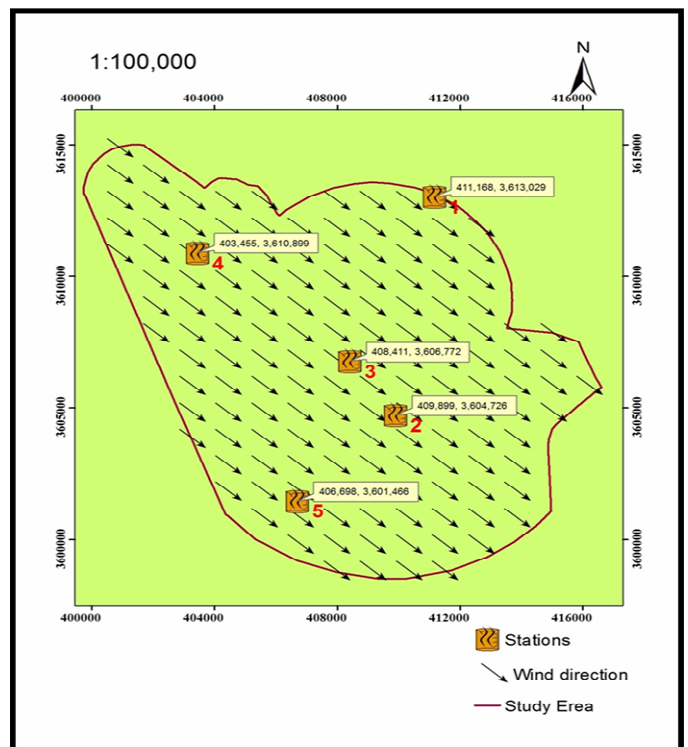 1:100,000
N
400000 404000 408000 412000 416000
3615000 3615000
411,168, 3,613,029
1
403,455, 3,610,899
4
3610000 3610000
408,411, 3,606,772
3
409,899, 3,604,726
2
3605000 3605000
406,698, 3,601,466
5
3600000 3600000
400000 404000 408000 412000 416000
Stations
Wind direction
Study Erea